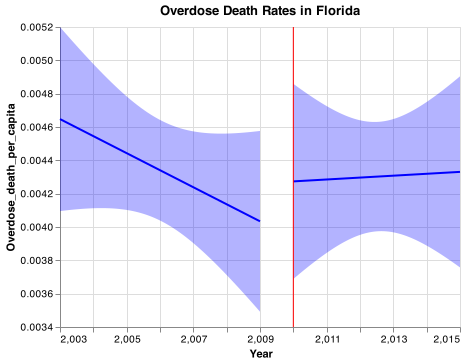 Overdose Death Rates in Florida
Overdose_death_per_capita
0.0052
0.0050
0.0048
0.0046
0.0044
0.0042
0.0040
0.0038
0.0036
0.0034
2,003 2,005 2,007 2,009 2,011 2,013 2,015
Year